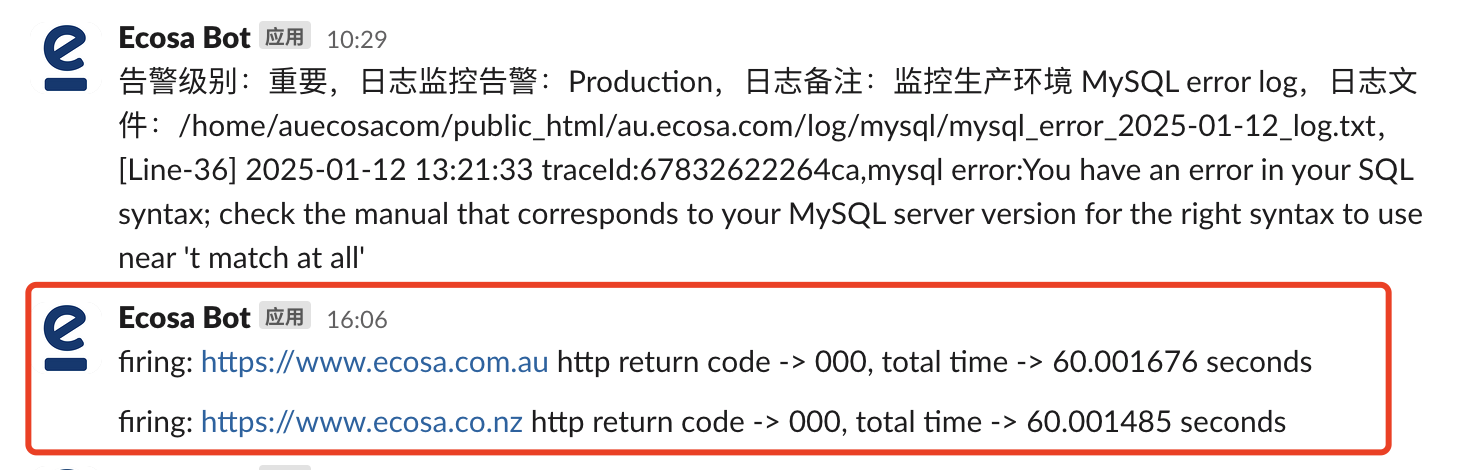 Ecosa Bot 应用 10:29
告警级别：重要，日志监控告警：Production，日志备注：监控生产环境 MySQL error log，日志文
件：/home/auecosacom/public_html/au.ecosa.com/log/mysql/mysql_error_2025-01-12_log.txt,
[Line-36] 2025-01-12 13:21:33 traceId:67832622264ca,mysql error:You have an error in your SQL
syntax; check the manual that corresponds to your MySQL server version for the right syntax to use
near 't match at all'
Ecosa Bot 应用 16:06
firing: https://www.ecosa.com.au http return code -> 000, total time -> 60.001676 seconds
firing: https://www.ecosa.co.nz http return code -> 000, total time -> 60.001485 seconds